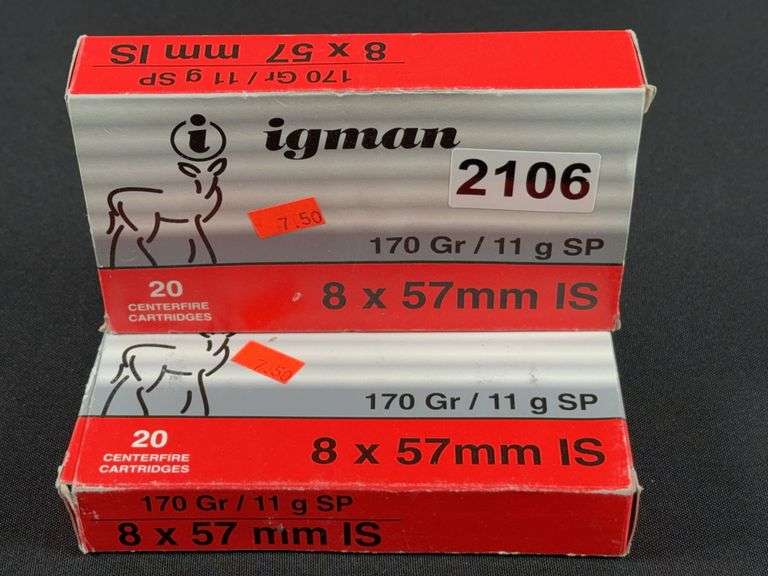 170 Gr / 11 g SP
8 x 57 mm IS
i igman
2106
7.50
170 Gr / 11 g SP
20
CENTERFIRE
CARTRIDGES
8 x 57mm IS
7.50
170 Gr / 11 g SP
20
CENTERFIRE
CARTRIDGES
8 x 57mm IS
170 Gr / 11 g SP
8 x 57 mm IS